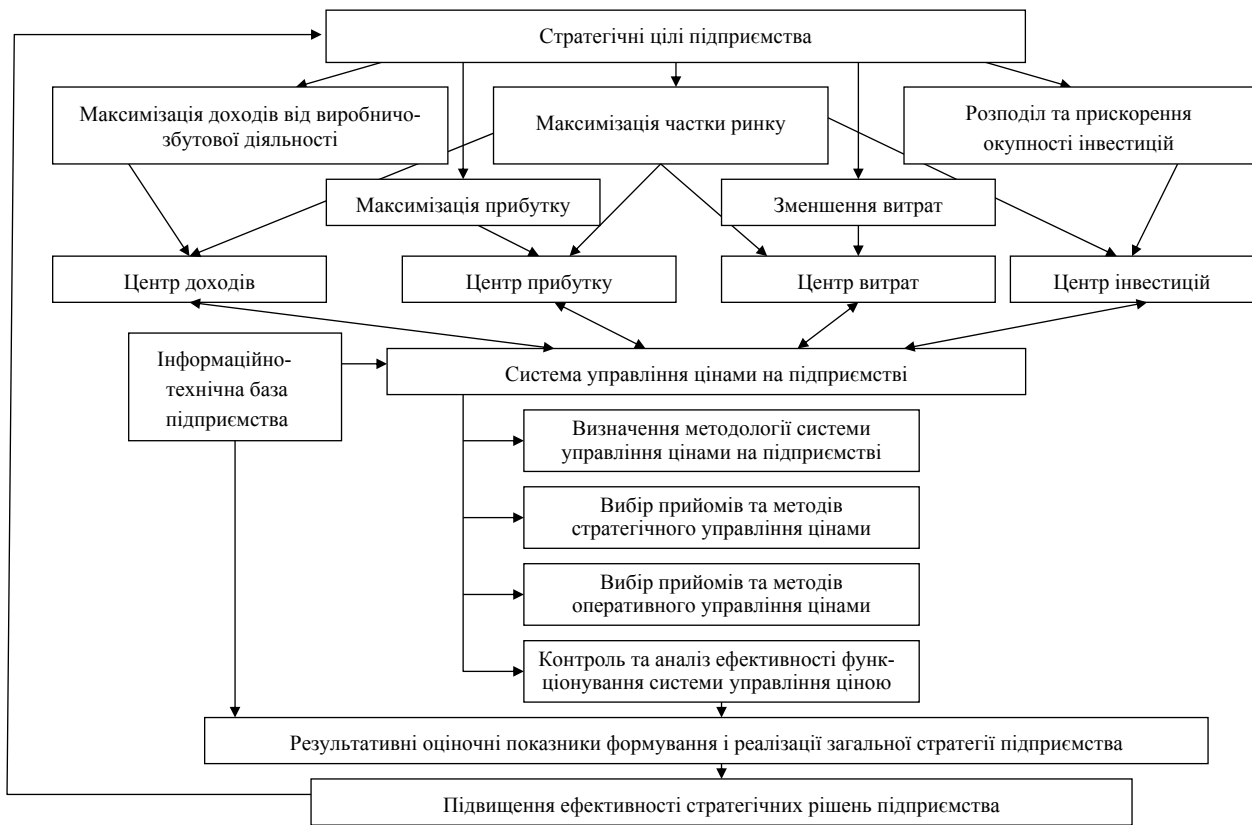 Стратегічні цілі підприємства
Максимізація доходів від виробничо-
збутової діяльності
Максимізація частки ринку
Розподіл та прискорення
окупності інвестицій
Максимізація прибутку
Зменшення витрат
Центр доходів
Центр прибутку
Центр витрат
Центр інвестицій
Інформаційно-
технічна база
підприємства
Система управління цінами на підприємстві
Визначення методології системи
управління цінами на підприємстві
Вибір прийомів та методів
стратегічного управління цінами
Вибір прийомів та методів
оперативного управління цінами
Контроль та аналіз ефективності функ-
ціонування системи управління ціною
Результативні оціночні показники формування і реалізації загальної стратегії підприємства
Підвищення ефективності стратегічних рішень підприємства